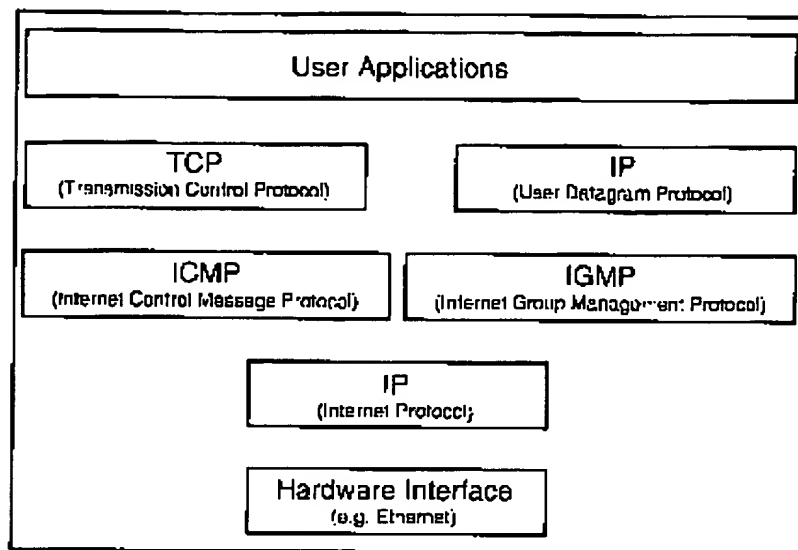 User Applications
TCP
(Transmission Control Protocol)
IP
(User Datagram Protocol)
ICMP
(Internet Control Message Protocol)
IGMP
(Internet Group Management Protocol)
IP
(Internet Protocol)
Hardware Interface
(e.g. Ethernet)